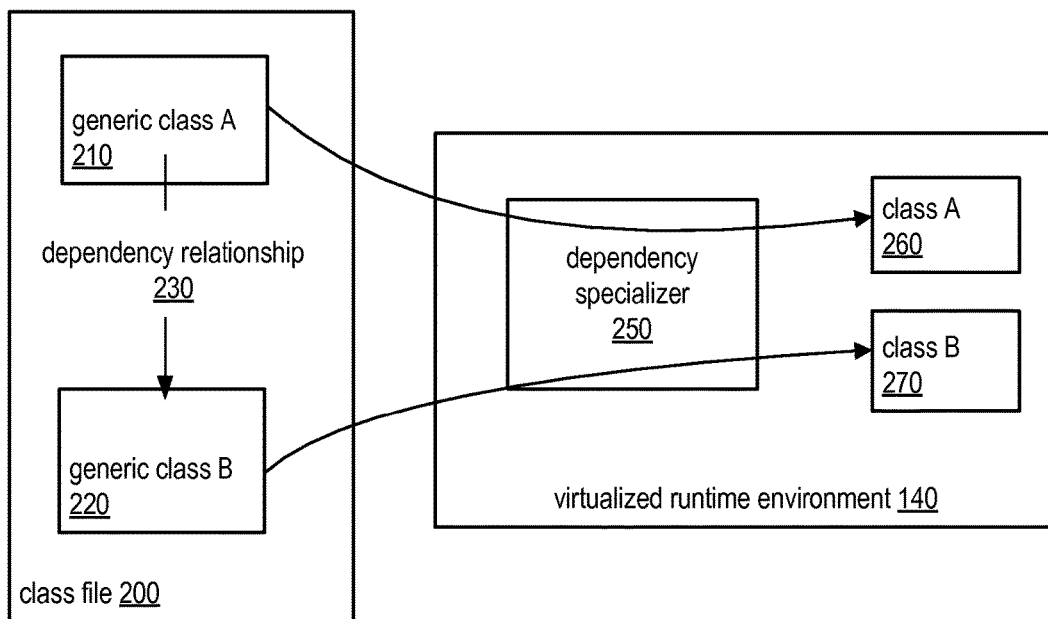 generic class A
210
dependency relationship
230
generic class B
220
class file 200
dependency
specializer
250
class A
260
class B
270
virtualized runtime environment 140